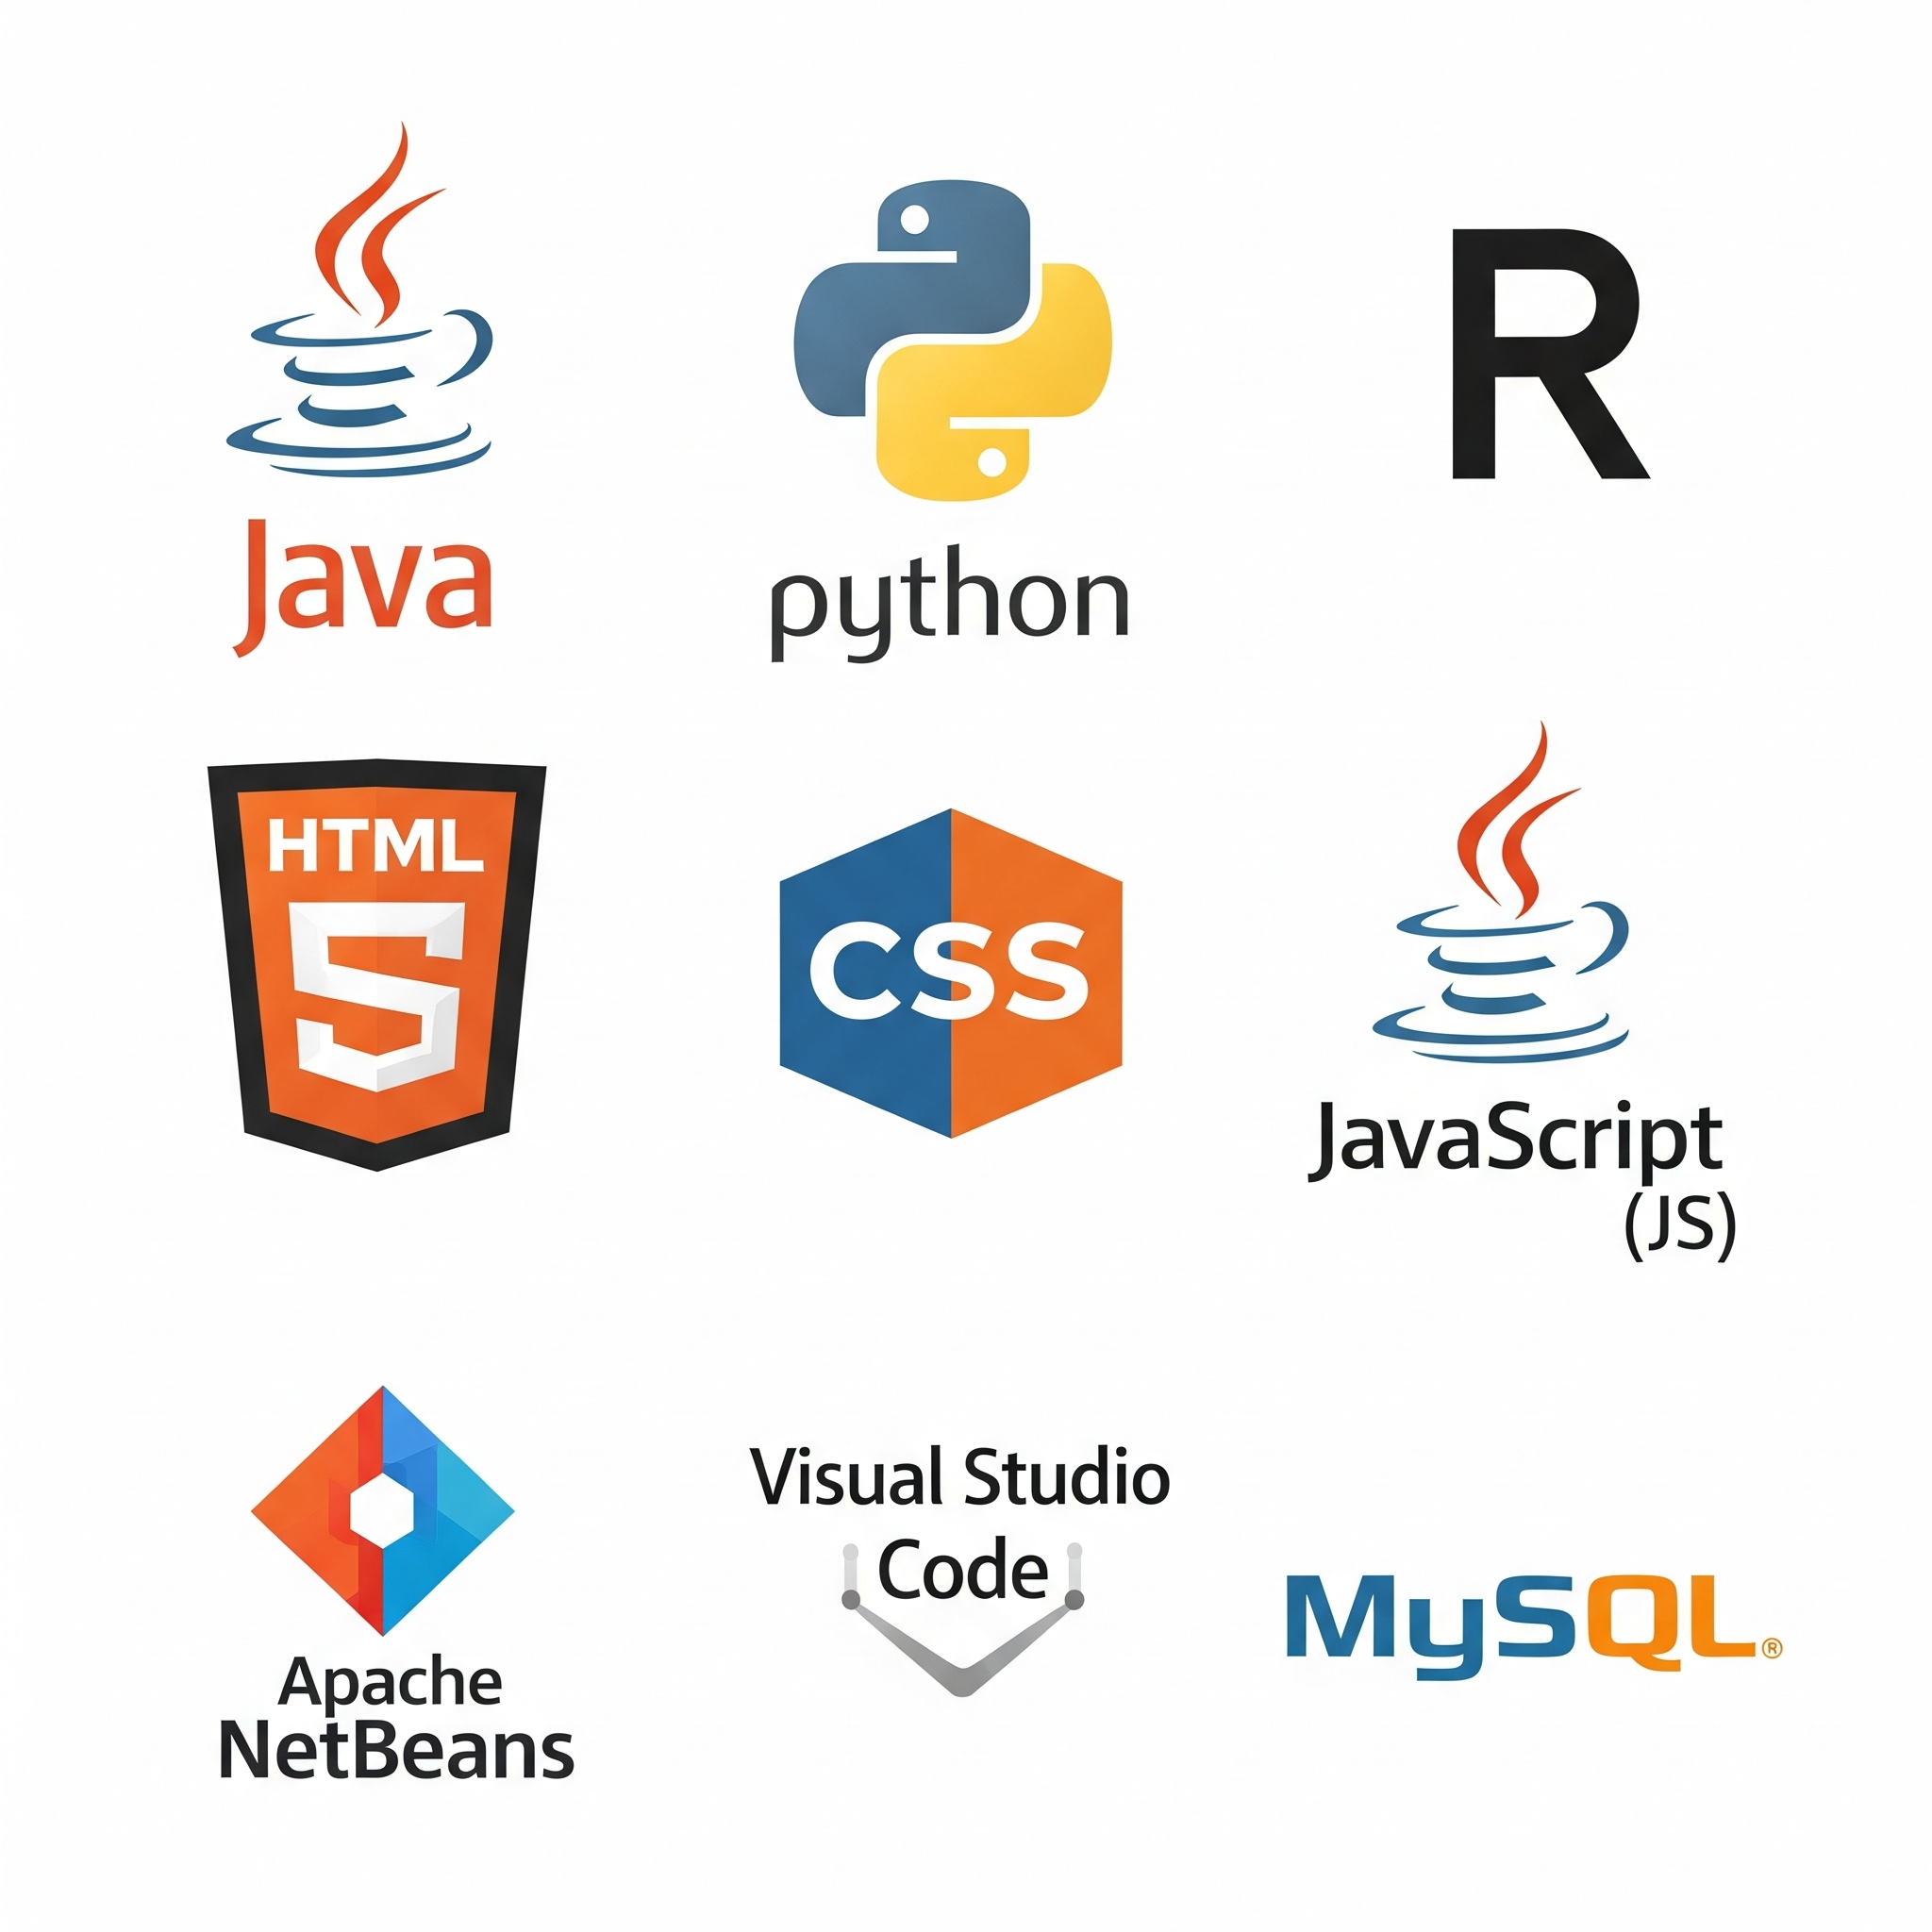 Java
python
R
HTML
5
CSS
JavaScript
(JS)
Apache
NetBeans
Visual Studio
Code
MySQL®